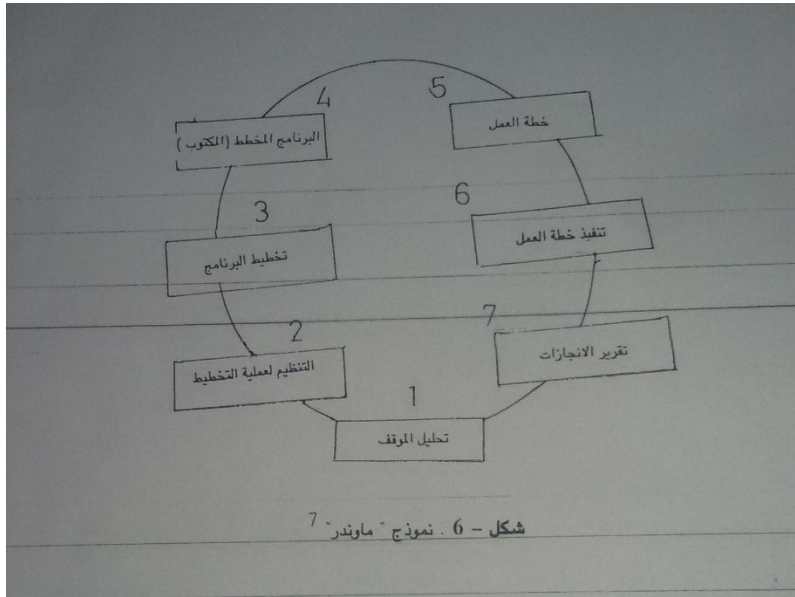 5
خطة العمل
4
البرنامج المخطط (المكتوب)
6
تنفيذ خطة العمل
3
تخطيط البرنامج
7
تقرير الانجازات
2
التنظيم لعملية التخطيط
1
تحليل الموقف
شكل – 6 . نموذج " ماوندر" 7